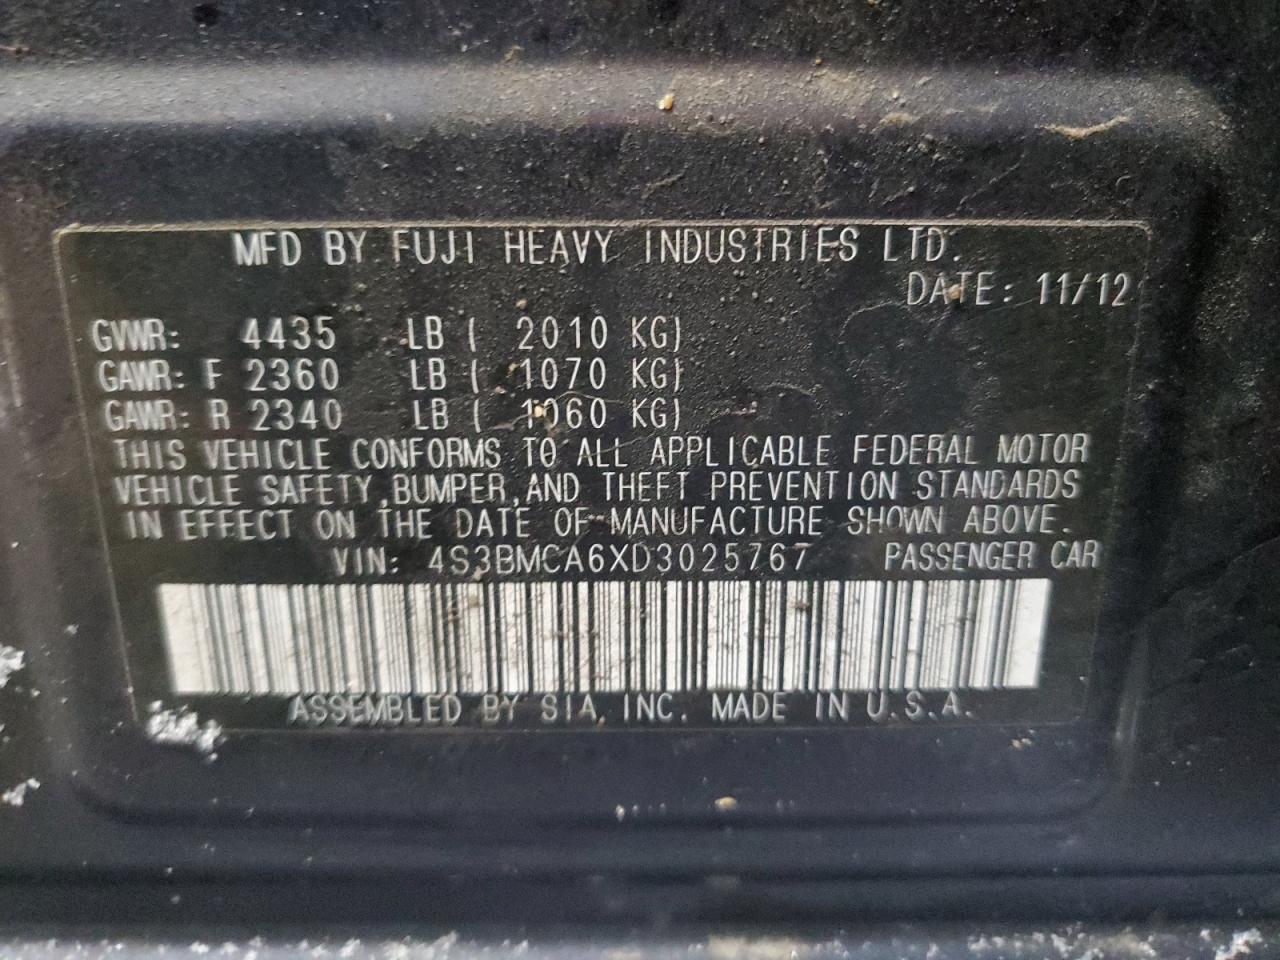 MFD BY FUJI HEAVY INDUSTRIES LTD.
DATE: 11/12
GVWR: 4435 LB ( 2010 KG)
GAWR: F 2360 LB ( 1070 KG)
GAWR: R 2340 LB ( 1060 KG)
THIS VEHICLE CONFORMS TO ALL APPLICABLE FEDERAL MOTOR
VEHICLE SAFETY,BUMPER,AND THEFT PREVENTION STANDARDS
IN EFFECT ON THE DATE OF MANUFACTURE SHOWN ABOVE.
VIN: 4S3BMCA6XD3025767 PASSENGER CAR
ASSEMBLED BY SIA, INC. MADE IN U.S.A.